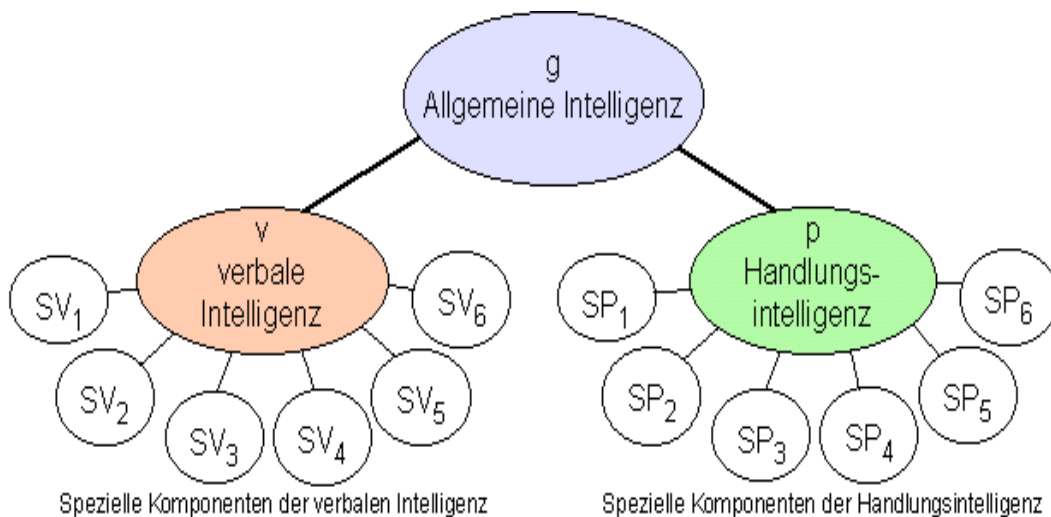 g
Allgemeine Intelligenz
v
verbale
Intelligenz
p
Handlungs-
intelligenz
SV1
SV2
SV3
SV4
SV5
SV6
SP1
SP2
SP3
SP4
SP5
SP6
Spezielle Komponenten der verbalen Intelligenz
Spezielle Komponenten der Handlungsintelligenz